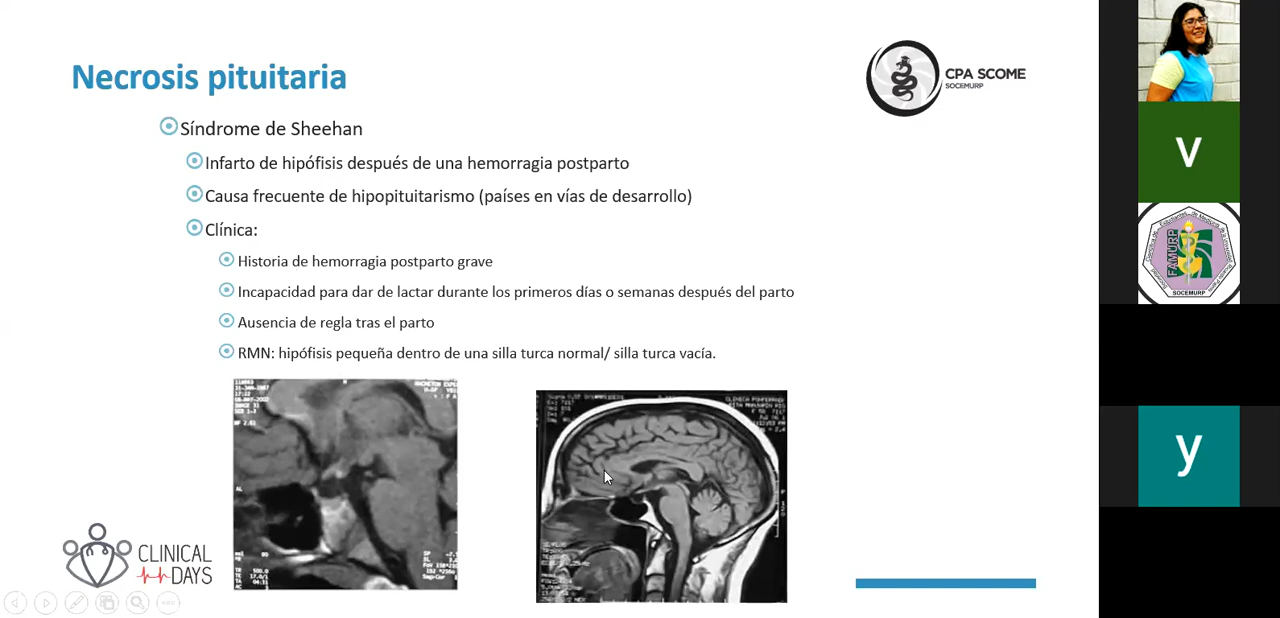 Necrosis pituitaria
CPA SCOME
SOCEMURP
Síndrome de Sheehan
Infarto de hipófisis después de una hemorragia postparto
Causa frecuente de hipopituitarismo (países en vías de desarrollo)
Clínica:
Historia de hemorragia postparto grave
Incapacidad para dar de lactar durante los primeros días o semanas después del parto
Ausencia de regla tras el parto
RMN: hipófisis pequeña dentro de una silla turca normal/ silla turca vacía.
CLINICAL
DAYS
V
FAMURP
SOCEMURP
y